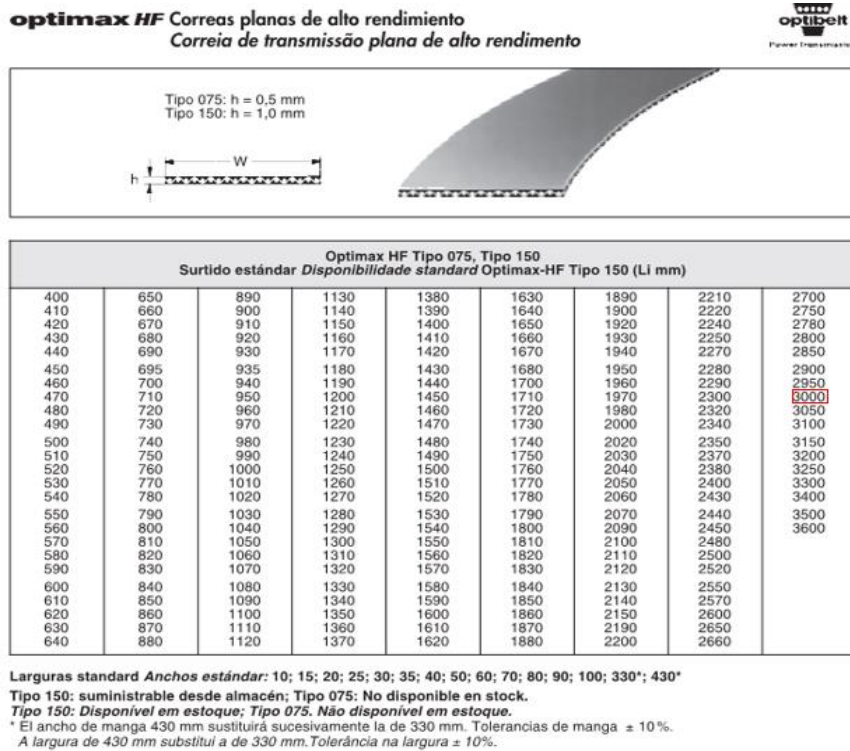 optimax HF Correas planas de alto rendimiento
Correia de transmissão plana de alto rendimento
optibelt
Power Transmission
Tipo 075: h = 0,5 mm
Tipo 150: h = 1,0 mm
W
h
Optimax HF Tipo 075, Tipo 150
Surtido estándar Disponibilidade standard Optimax-HF Tipo 150 (Li mm)
400 650 890 1130 1380 1630 1890 2210 2700
410 660 900 1140 1390 1640 1900 2220 2750
420 670 910 1150 1400 1650 1920 2240 2780
430 680 920 1160 1410 1660 1930 2250 2800
440 690 930 1170 1420 1670 1940 2270 2850
450 695 935 1180 1430 1680 1950 2280 2900
460 700 940 1190 1440 1700 1960 2290 2950
470 710 950 1200 1450 1710 1970 2300 3000
480 720 960 1210 1460 1720 1980 2320 3050
490 730 970 1220 1470 1730 2000 2340 3100
500 740 980 1230 1480 1740 2020 2350 3150
510 750 990 1240 1490 1750 2030 2370 3200
520 760 1000 1250 1500 1760 2040 2380 3250
530 770 1010 1260 1510 1770 2050 2400 3300
540 780 1020 1270 1520 1780 2060 2430 3400
550 790 1030 1280 1530 1790 2070 2440 3500
560 800 1040 1290 1540 1800 2090 2450 3600
570 810 1050 1300 1550 1810 2100 2480
580 820 1060 1310 1560 1820 2110 2500
590 830 1070 1320 1570 1830 2120 2520
600 840 1080 1330 1580 1840 2130 2550
610 850 1090 1340 1590 1850 2140 2570
620 860 1100 1350 1600 1860 2150 2600
630 870 1110 1360 1610 1870 2190 2650
640 880 1120 1370 1620 1880 2200 2660
Larguras standard Anchos estándar: 10; 15; 20; 25; 30; 35; 40; 50; 60; 70; 80; 90; 100; 330*; 430*
Tipo 150: suministrable desde almacén; Tipo 075: No disponible en stock.
Tipo 150: Disponível em estoque; Tipo 075. Não disponível em estoque.
* El ancho de manga 430 mm sustituirá sucesivamente la de 330 mm. Tolerancias de manga ± 10%.
A largura de 430 mm substitui a de 330 mm.Tolerância na largura ± 10%.